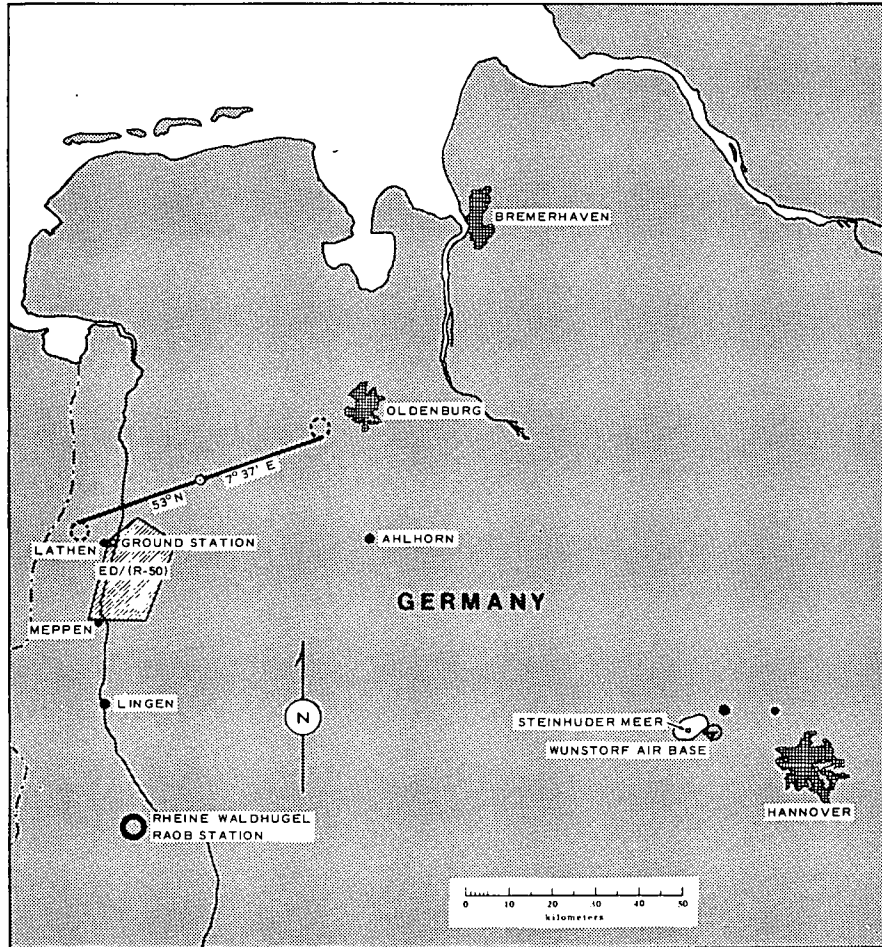 BREMERHAVEN
OLDENBURG
7° 37' E
53° N
LATHEN
GROUND STATION
AHLHORN
ED/(R-50)
GERMANY
MEPPEN
LINGEN
N
STEINHUDER MEER
WUNSTORF AIR BASE
HANNOVER
RHEINE WALDHUGEL
RAOB STATION
0 10 20 30 40 50
kilometers